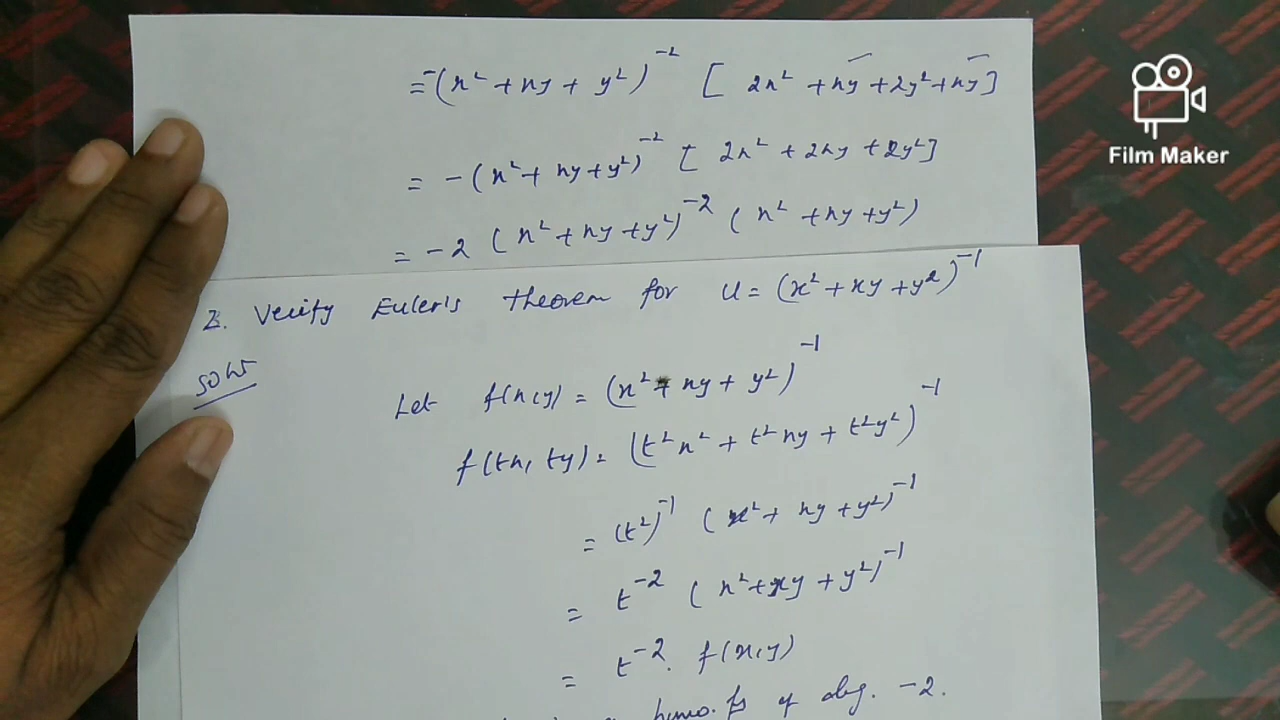 = -(x² + xy + y²)⁻² [ 2x² + xy + 2y² + xy ]
= -(x² + xy + y²)⁻² [ 2x² + 2xy + 2y² ]
= -2 (x² + xy + y²)⁻² (x² + xy + y²)
2. Verify Euler's theorem for u = (x² + xy + y²)⁻¹
Soln
Let f(x,y) = (x² + xy + y²)⁻¹
f(tx, ty) = (t²x² + t²xy + t²y²)⁻¹
= (t²)⁻¹ (x² + xy + y²)⁻¹
= t⁻² (x² + xy + y²)⁻¹
= t⁻². f(x,y)
homo. fn of deg. -2.
Film Maker